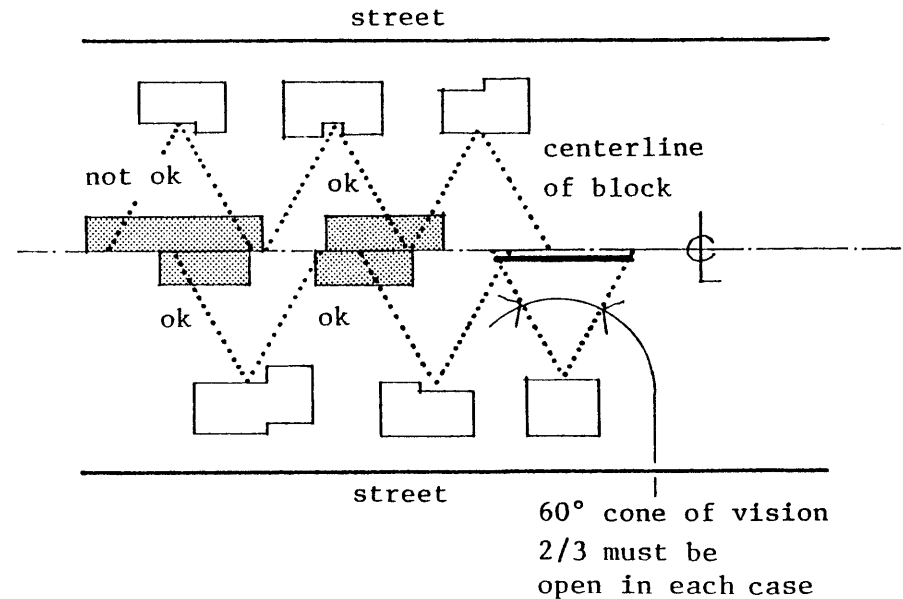 street
centerline
of block
not ok
ok
℄
ok
ok
street
60° cone of vision
2/3 must be
open in each case